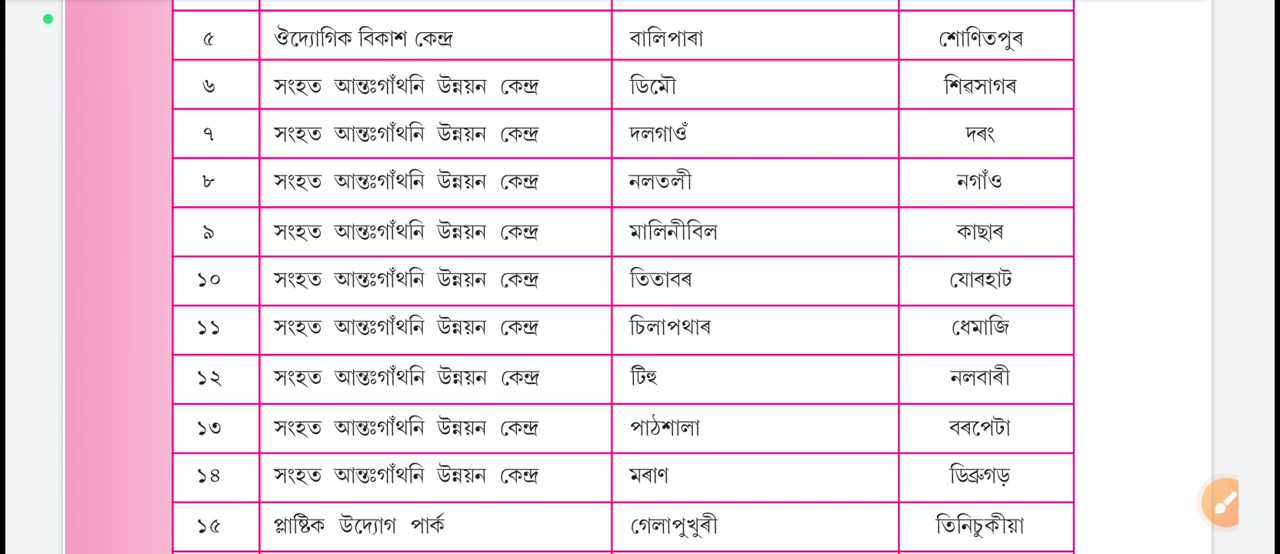 ৫ ঔদ্যোগিক বিকাশ কেন্দ্ৰ বালিপাৰা শোণিতপুৰ
৬ সংহত আন্তঃগাঁথনি উন্নয়ন কেন্দ্ৰ ডিমৌ শিৱসাগৰ
৭ সংহত আন্তঃগাঁথনি উন্নয়ন কেন্দ্ৰ দলগাওঁ দৰং
৮ সংহত আন্তঃগাঁথনি উন্নয়ন কেন্দ্ৰ নলতলী নগাঁও
৯ সংহত আন্তঃগাঁথনি উন্নয়ন কেন্দ্ৰ মালিনীবিল কাছাৰ
১০ সংহত আন্তঃগাঁথনি উন্নয়ন কেন্দ্ৰ তিতাবৰ যোৰহাট
১১ সংহত আন্তঃগাঁথনি উন্নয়ন কেন্দ্ৰ চিলাপথাৰ ধেমাজি
১২ সংহত আন্তঃগাঁথনি উন্নয়ন কেন্দ্ৰ টিহু নলবাৰী
১৩ সংহত আন্তঃগাঁথনি উন্নয়ন কেন্দ্ৰ পাঠশালা বৰপেটা
১৪ সংহত আন্তঃগাঁথনি উন্নয়ন কেন্দ্ৰ মৰাণ ডিব্ৰুগড়
১৫ প্লাষ্টিক উদ্যোগ পাৰ্ক গেলাপুখুৰী তিনিচুকীয়া